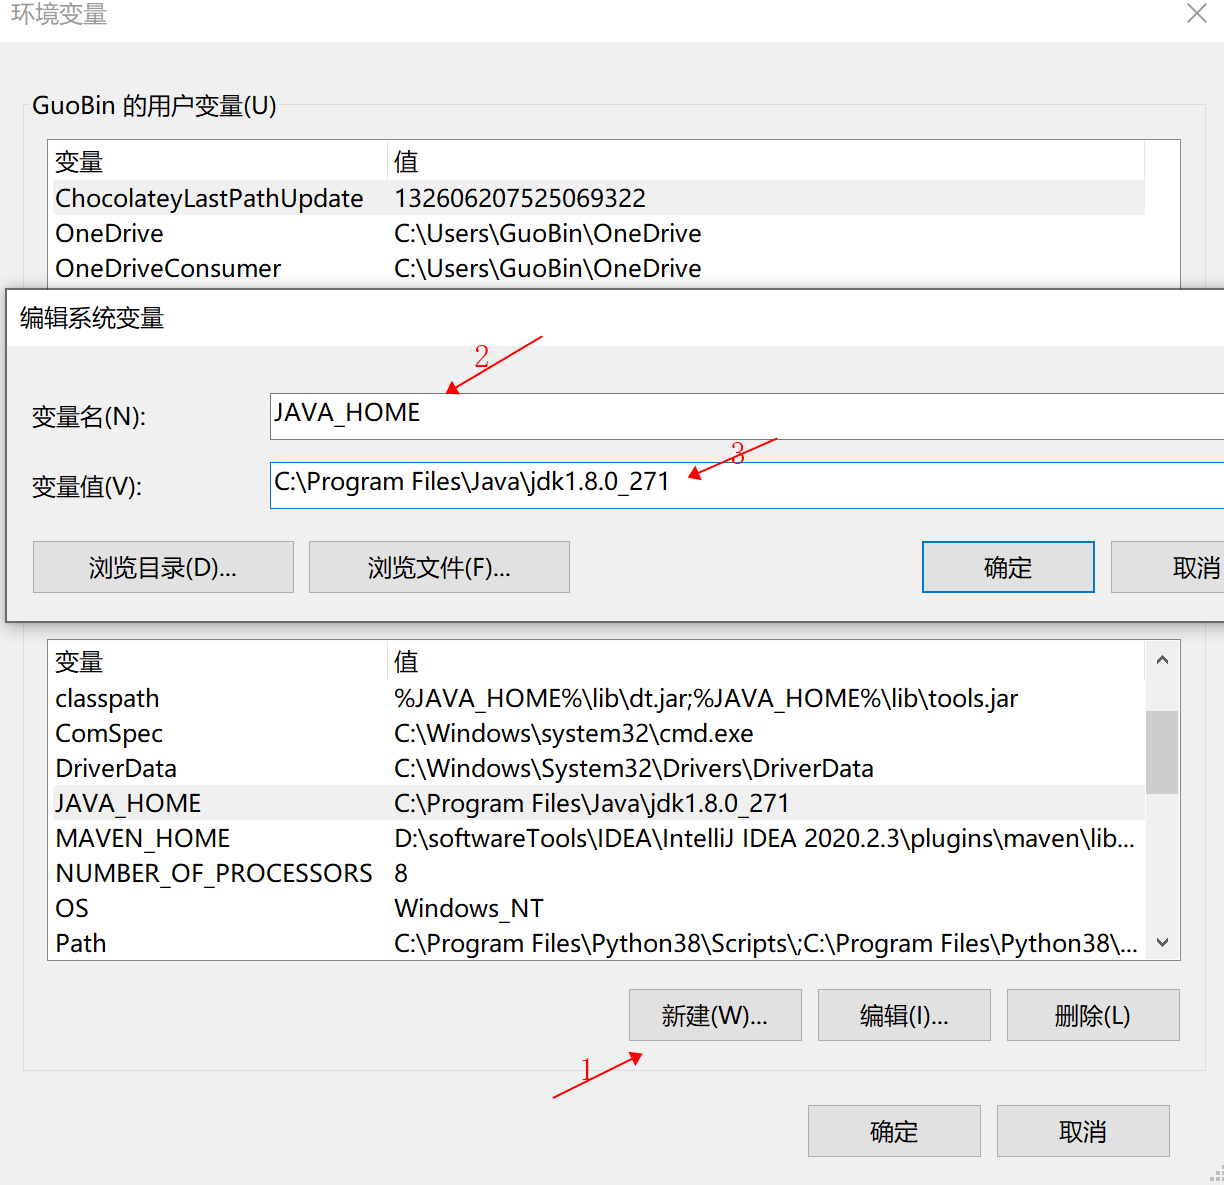 环境变量
GuoBin 的用户变量(U)
变量 值
ChocolateyLastPathUpdate 132606207525069322
OneDrive C:\Users\GuoBin\OneDrive
OneDriveConsumer C:\Users\GuoBin\OneDrive
编辑系统变量
2
变量名(N): JAVA_HOME
3
变量值(V): C:\Program Files\Java\jdk1.8.0_271
浏览目录(D)... 浏览文件(F)... 确定 取消
变量 值
classpath %JAVA_HOME%\lib\dt.jar;%JAVA_HOME%\lib\tools.jar
ComSpec C:\Windows\system32\cmd.exe
DriverData C:\Windows\System32\Drivers\DriverData
JAVA_HOME C:\Program Files\Java\jdk1.8.0_271
MAVEN_HOME D:\softwareTools\IDEA\IntelliJ IDEA 2020.2.3\plugins\maven\lib...
NUMBER_OF_PROCESSORS 8
OS Windows_NT
Path C:\Program Files\Python38\Scripts\;C:\Program Files\Python38\...
新建(W)... 编辑(I)... 删除(L)
1
确定 取消